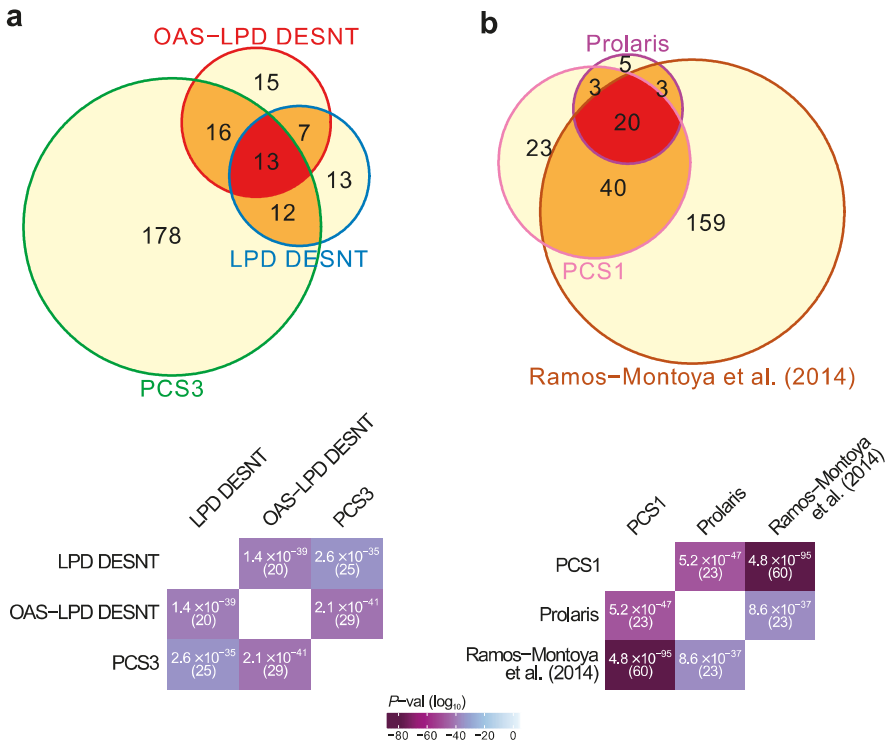 a
OAS−LPD DESNT
15
16
7
13
13
12
178
LPD DESNT
PCS3
b
Prolaris
5
3
3
20
23
40
159
PCS1
Ramos−Montoya et al. (2014)
LPD DESNT
OAS−LPD DESNT
PCS3
LPD DESNT
1.4 ×10⁻³⁹
(20)
2.6 ×10⁻³⁵
(25)
OAS−LPD DESNT
1.4 ×10⁻³⁹
(20)
2.1 ×10⁻⁴¹
(29)
PCS3
2.6 ×10⁻³⁵
(25)
2.1 ×10⁻⁴¹
(29)
PCS1
Prolaris
Ramos−Montoya
et al. (2014)
PCS1
5.2 ×10⁻⁴⁷
(23)
4.8 ×10⁻⁹⁵
(60)
Prolaris
5.2 ×10⁻⁴⁷
(23)
8.6 ×10⁻³⁷
(23)
Ramos−Montoya
et al. (2014)
4.8 ×10⁻⁹⁵
(60)
8.6 ×10⁻³⁷
(23)
P−val (log₁₀)
−80 −60 −40 −20 0